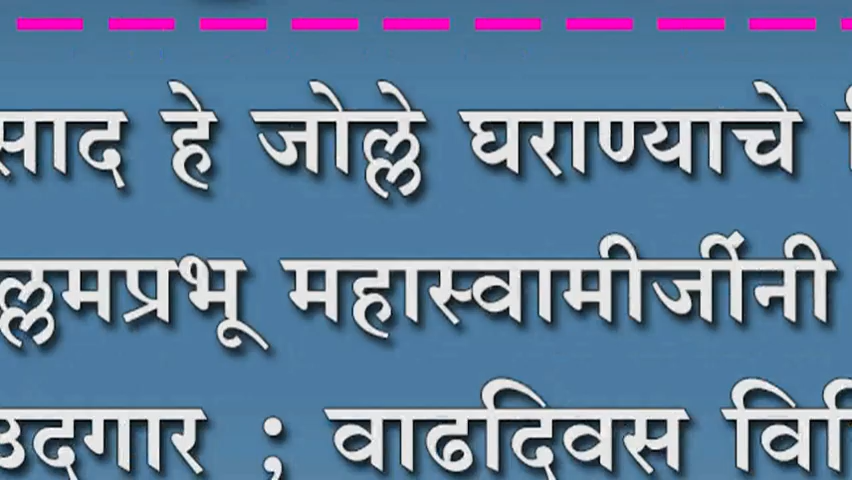 साद हे जोल्ले घराण्याचे
ल्लमप्रभू महास्वामीर्जीनी
उदगार ; वाढदिवस वि